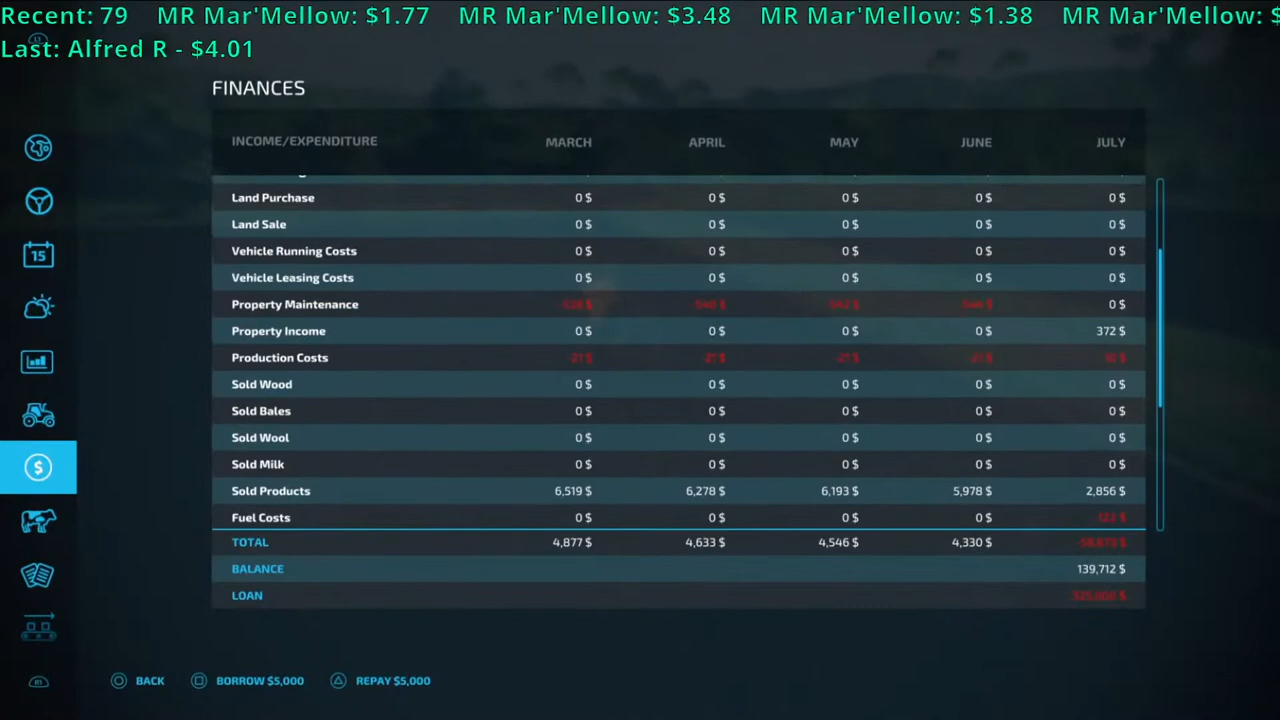 Recent: 79 MR Mar'Mellow: $1.77 MR Mar'Mellow: $3.48 MR Mar'Mellow: $1.38 MR Mar'Mellow: $
Last: Alfred R - $4.01
FINANCES
INCOME/EXPENDITURE MARCH APRIL MAY JUNE JULY
Land Purchase 0 $ 0 $ 0 $ 0 $ 0 $
Land Sale 0 $ 0 $ 0 $ 0 $ 0 $
Vehicle Running Costs 0 $ 0 $ 0 $ 0 $ 0 $
Vehicle Leasing Costs 0 $ 0 $ 0 $ 0 $ 0 $
Property Maintenance 0 $
Property Income 0 $ 0 $ 0 $ 0 $ 372 $
Production Costs -21 $ -21 $ -21 $ -21 $
Sold Wood 0 $ 0 $ 0 $ 0 $ 0 $
Sold Bales 0 $ 0 $ 0 $ 0 $ 0 $
Sold Wool 0 $ 0 $ 0 $ 0 $ 0 $
Sold Milk 0 $ 0 $ 0 $ 0 $ 0 $
Sold Products 6,519 $ 6,278 $ 6,193 $ 5,978 $ 2,856 $
Fuel Costs 0 $ 0 $ 0 $ 0 $
TOTAL 4,877 $ 4,633 $ 4,546 $ 4,330 $
BALANCE 139,712 $
LOAN
15
BACK BORROW $5,000 REPAY $5,000
R1